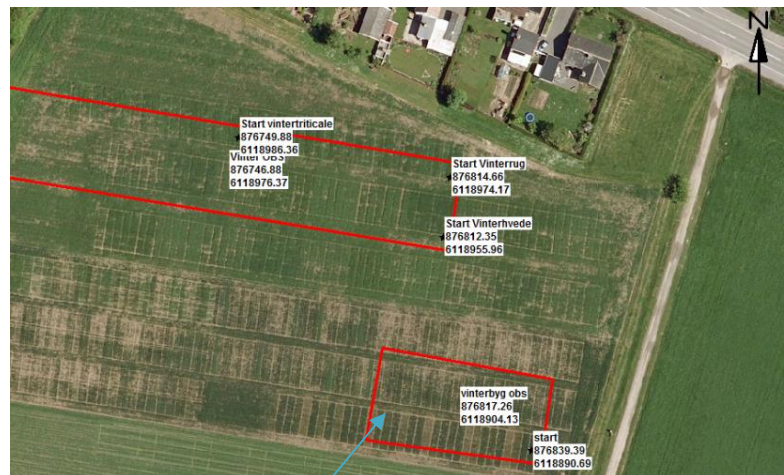 N
Start vintertriticale
876749.88
6118986.36
Vinter OBS
876746.88
6118976.37
Start Vinterrug
876814.66
6118974.17
Start Vinterhvede
876812.35
6118955.96
vinterbyg obs
876817.26
6118904.13
start
876839.39
6118890.69